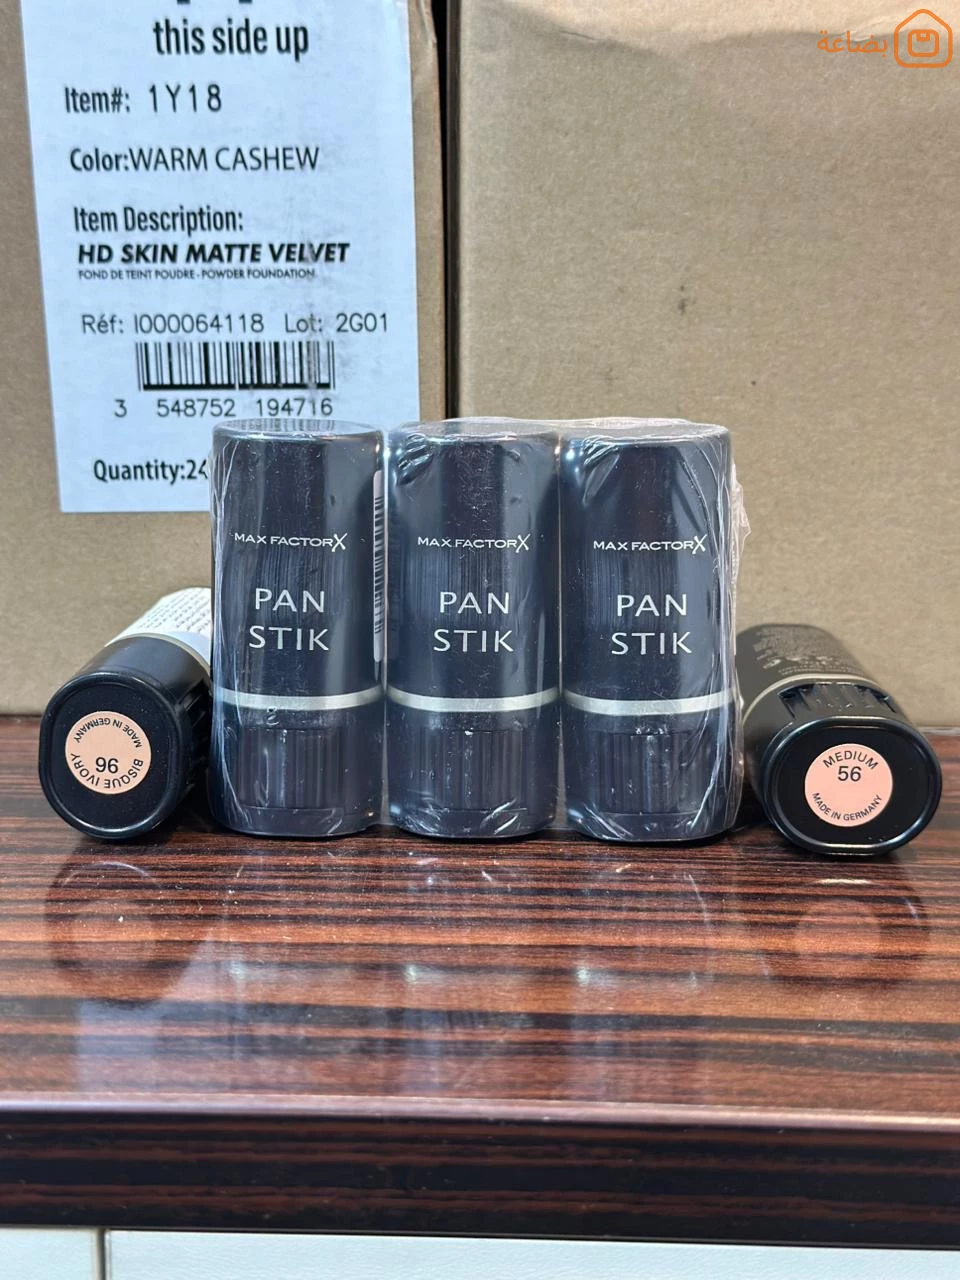 بضاعة
this side up
Item#: 1Y18
Color:WARM CASHEW
Item Description:
HD SKIN MATTE VELVET
FOND DE TEINT POUDRE - POWDER FOUNDATION
Réf: I000064118 Lot: 2G01
3 548752 194716
Quantity:24
MAX FACTOR X
PAN
STIK
MAX FACTOR X
PAN
STIK
MAX FACTOR X
PAN
STIK
MADE IN GERMANY
96
BISQUE IVORY
MEDIUM
56
MADE IN GERMANY